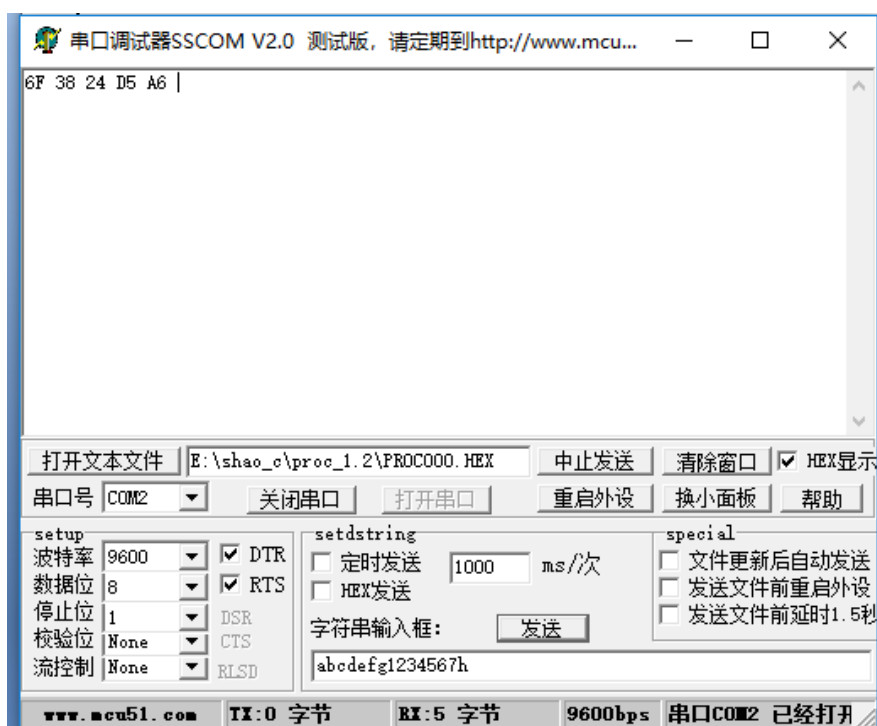 串口调试器SSCOM V2.0 测试版，请定期到http://www.mcu...
6F 38 24 D5 A6
打开文本文件 E:\shao_c\proc_1.2\PROC000.HEX 中止发送 清除窗口 HEX显示
串口号 COM2 关闭串口 打开串口 重启外设 换小面板 帮助
setup setdstring special
波特率 9600 DTR 定时发送 1000 ms/次 文件更新后自动发送
数据位 8 RTS HEX发送 发送文件前重启外设
停止位 1 DSR 字符串输入框: 发送 发送文件前延时1.5秒
校验位 None CTS
流控制 None RLSD abcdefg1234567h
www.mcu51.com TX:0 字节 RX:5 字节 9600bps 串口COM2 已经打开